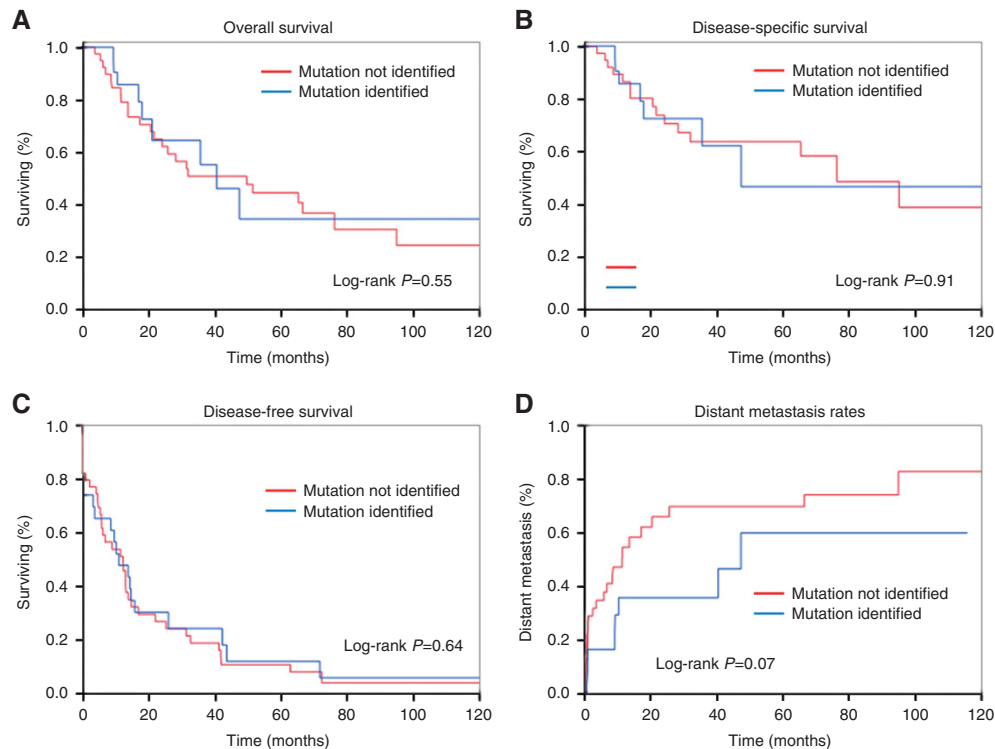 A
Overall survival
1.0
0.8
0.6
0.4
0.2
0.0
Surviving (%)
Mutation not identified
Mutation identified
Log-rank P=0.55
0 20 40 60 80 100 120
Time (months)
B
Disease-specific survival
1.0
0.8
0.6
0.4
0.2
0.0
Surviving (%)
Mutation not identified
Mutation identified
Log-rank P=0.91
0 20 40 60 80 100 120
Time (months)
C
Disease-free survival
1.0
0.8
0.6
0.4
0.2
0.0
Surviving (%)
Mutation not identified
Mutation identified
Log-rank P=0.64
0 20 40 60 80 100 120
Time (months)
D
Distant metastasis rates
1.0
0.8
0.6
0.4
0.2
0.0
Distant metastasis (%)
Mutation not identified
Mutation identified
Log-rank P=0.07
0 20 40 60 80 100 120
Time (months)